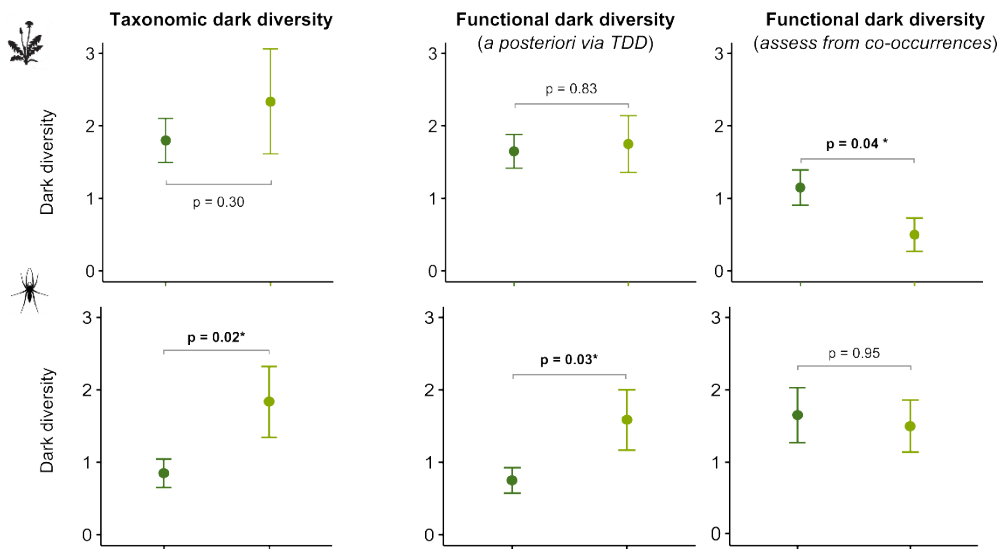 Taxonomic dark diversity
Functional dark diversity
(a posteriori via TDD)
Functional dark diversity
(assess from co-occurrences)
Dark diversity
3
2
1
0
p = 0.30
3
2
1
0
p = 0.83
3
2
1
0
p = 0.04 *
Dark diversity
3
2
1
0
p = 0.02*
3
2
1
0
p = 0.03*
3
2
1
0
p = 0.95